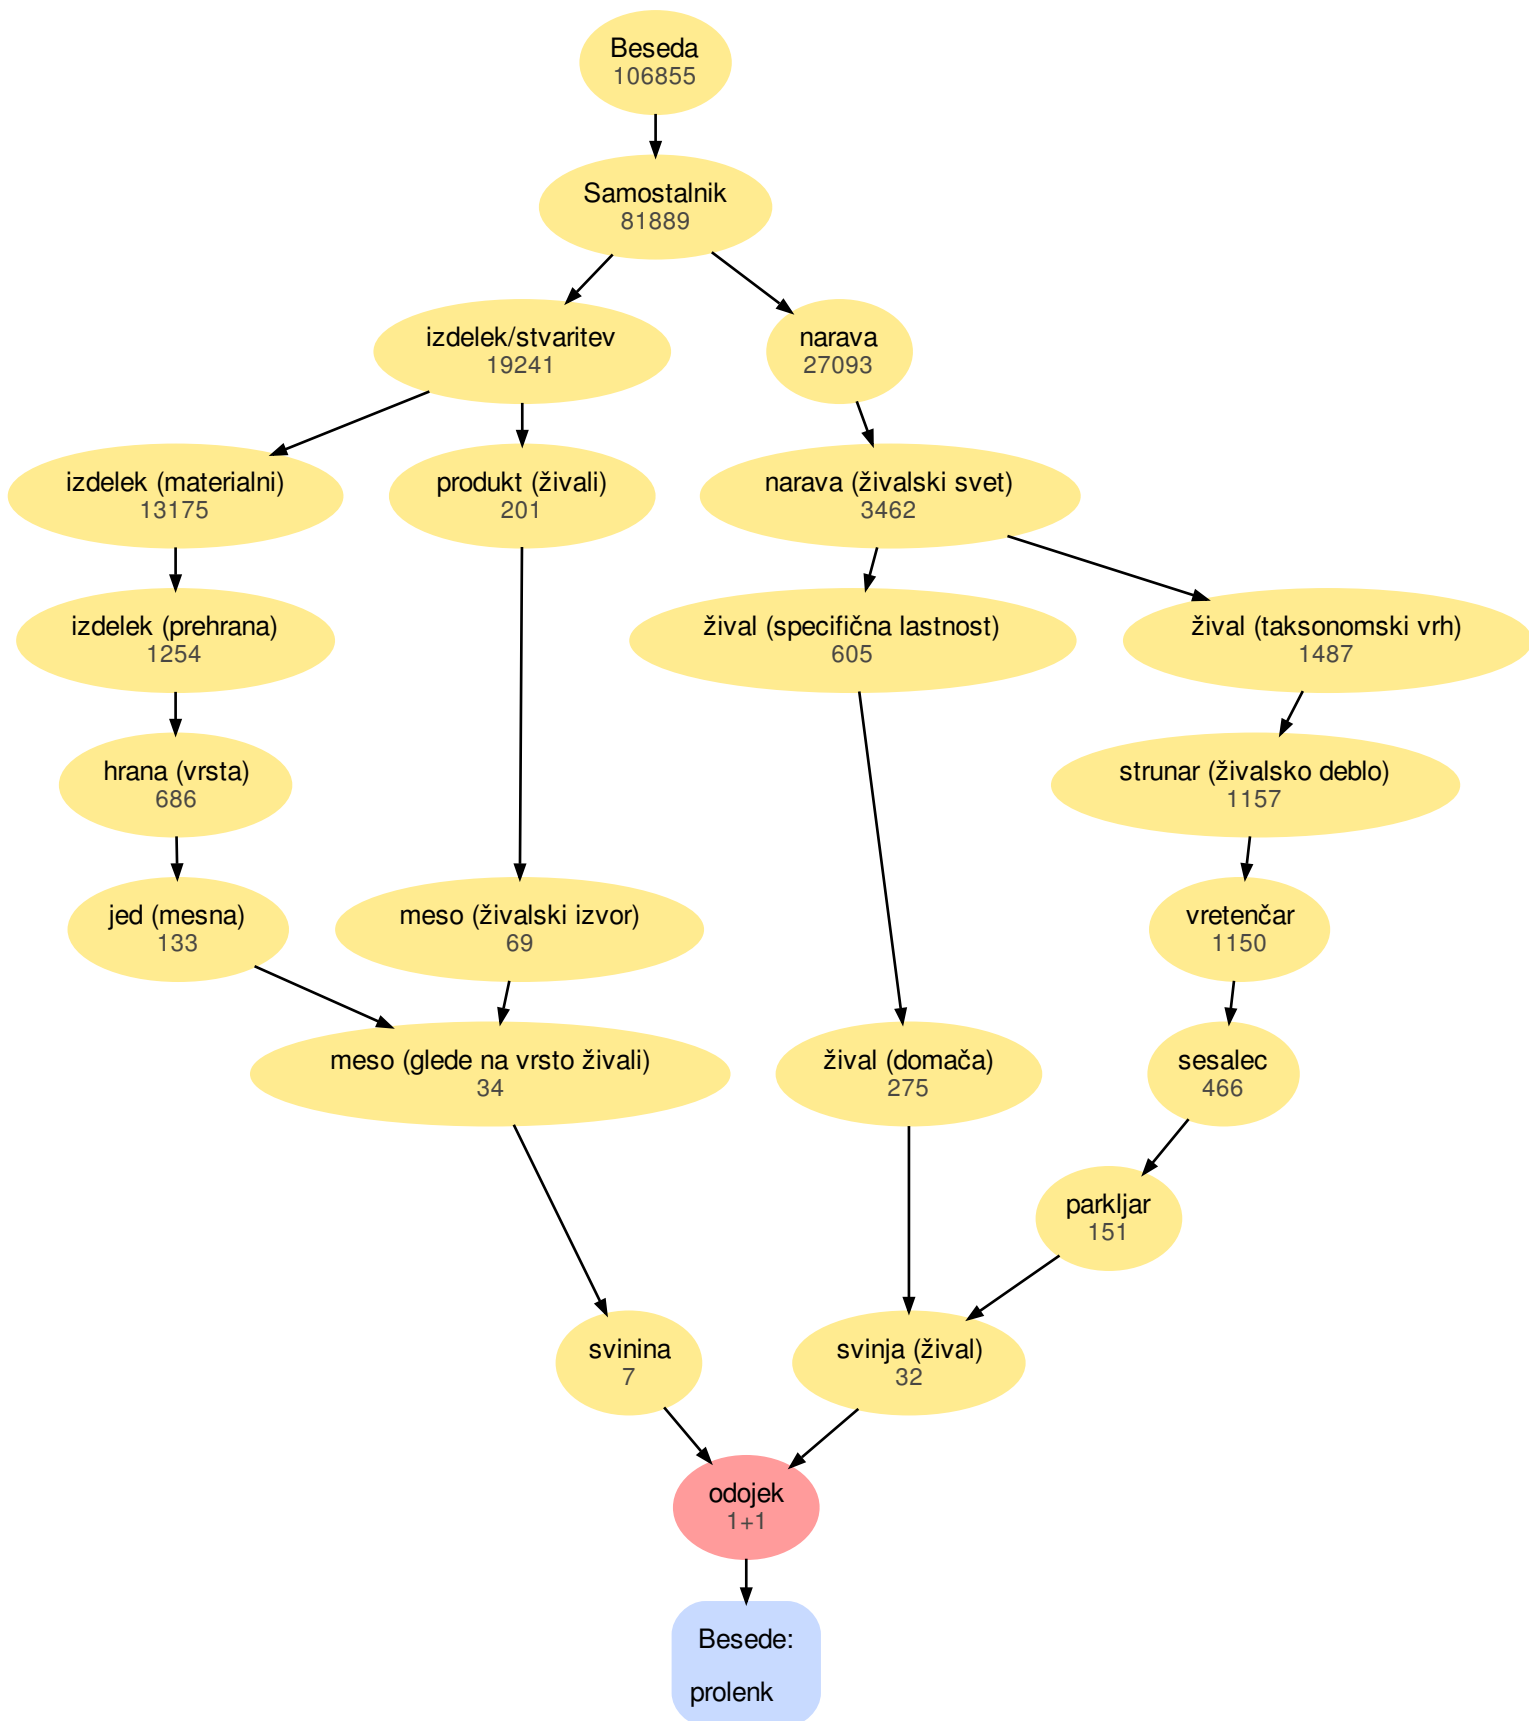 Beseda
106855
Samostalnik
81889
izdelek/stvaritev
19241
narava
27093
izdelek (materialni)
13175
produkt (živali)
201
narava (živalski svet)
3462
izdelek (prehrana)
1254
žival (specifična lastnost)
605
žival (taksonomski vrh)
1487
hrana (vrsta)
686
strunar (živalsko deblo)
1157
jed (mesna)
133
meso (živalski izvor)
69
vretenčar
1150
meso (glede na vrsto živali)
34
žival (domača)
275
sesalec
466
parkljar
151
svinina
7
svinja (žival)
32
odojek
1+1
Besede:
prolenk